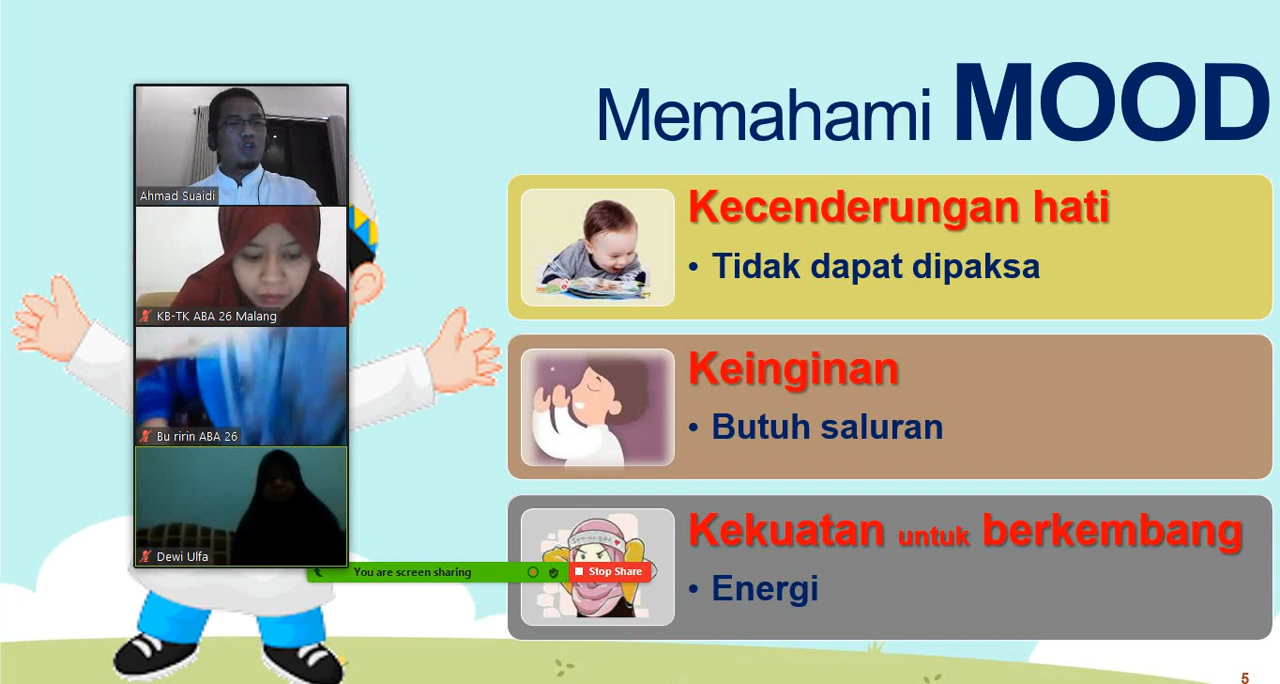 Memahami MOOD
Ahmad Suaidi
KB-TK ABA 26 Malang
Bu ririn ABA 26
Dewi Ulfa
You are screen sharing
Stop Share
Kecenderungan hati
• Tidak dapat dipaksa
Keinginan
• Butuh saluran
Kekuatan untuk berkembang
• Energi
Semangat
5